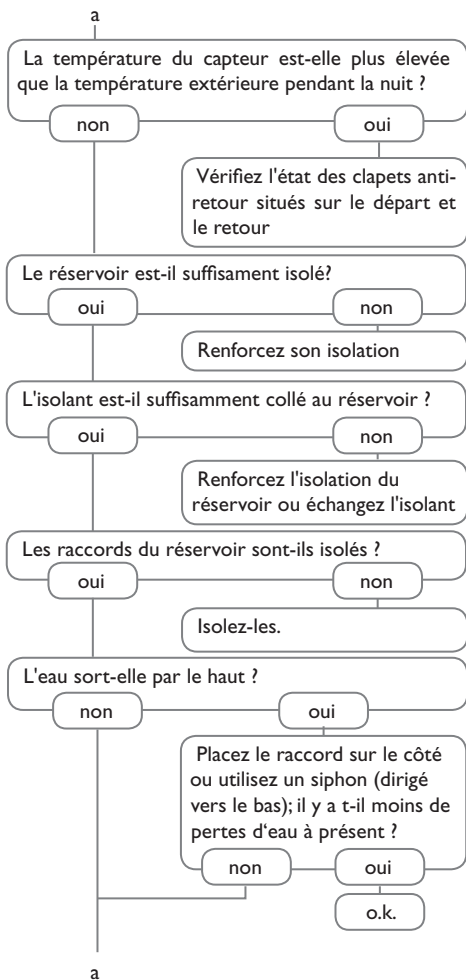 a
La température du capteur est-elle plus élevée
que la température extérieure pendant la nuit ?
non
oui
Vérifiez l'état des clapets anti-
retour situés sur le départ et
le retour
Le réservoir est-il suffisament isolé?
oui
non
Renforcez son isolation
L'isolant est-il suffisamment collé au réservoir ?
oui
non
Renforcez l'isolation du
réservoir ou échangez l'isolant
Les raccords du réservoir sont-ils isolés ?
oui
non
Isolez-les.
L'eau sort-elle par le haut ?
non
oui
Placez le raccord sur le côté
ou utilisez un siphon (dirigé
vers le bas); il y a t-il moins de
pertes d‘eau à présent ?
non
oui
o.k.
a